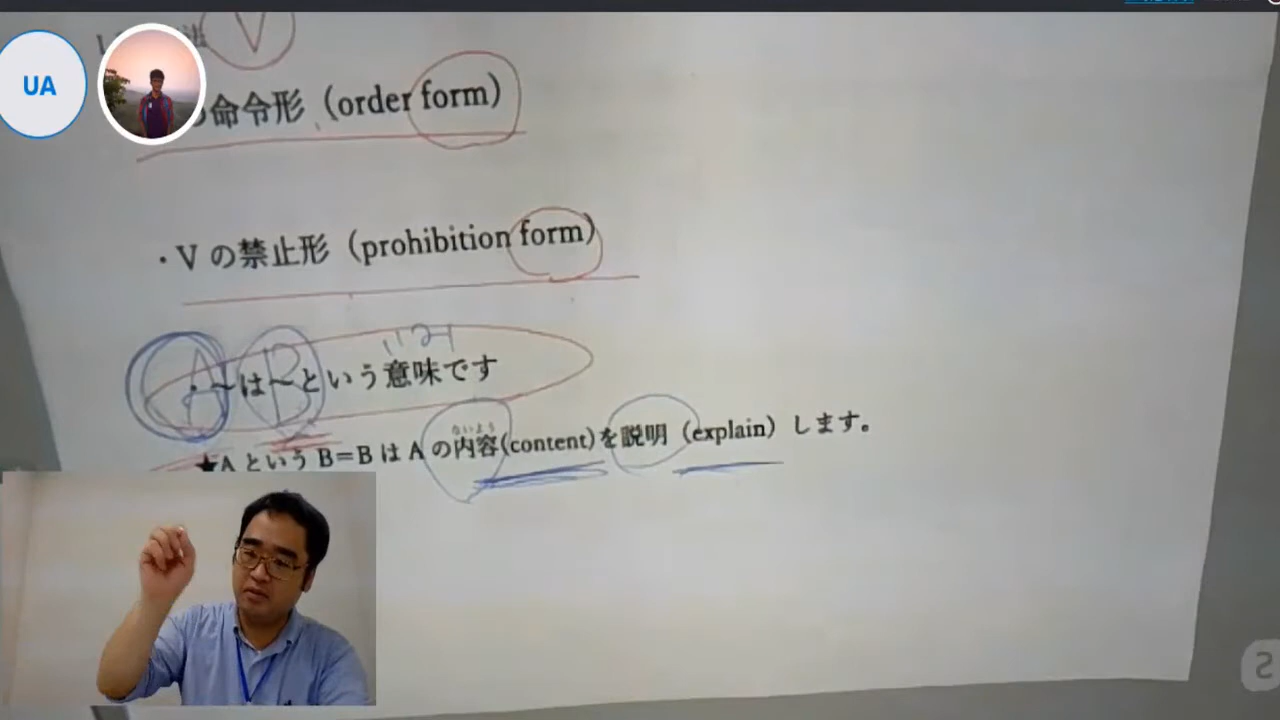 V
UA
の命令形（order form）
・V の禁止形（prohibition form）
A B いみ
・～は～という意味です
ないよう
★A という B=B は A の内容(content)を説明（explain）します。